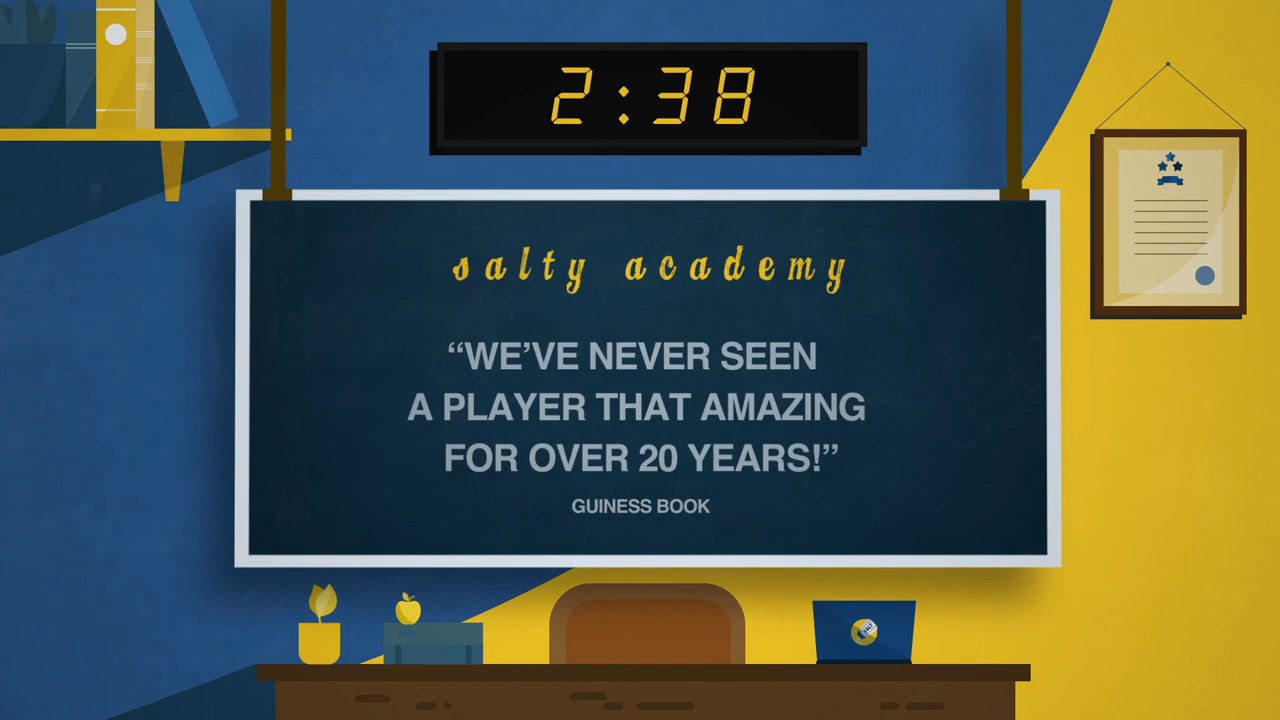 2:38
salty academy
“WE’VE NEVER SEEN
A PLAYER THAT AMAZING
FOR OVER 20 YEARS!”
GUINESS BOOK